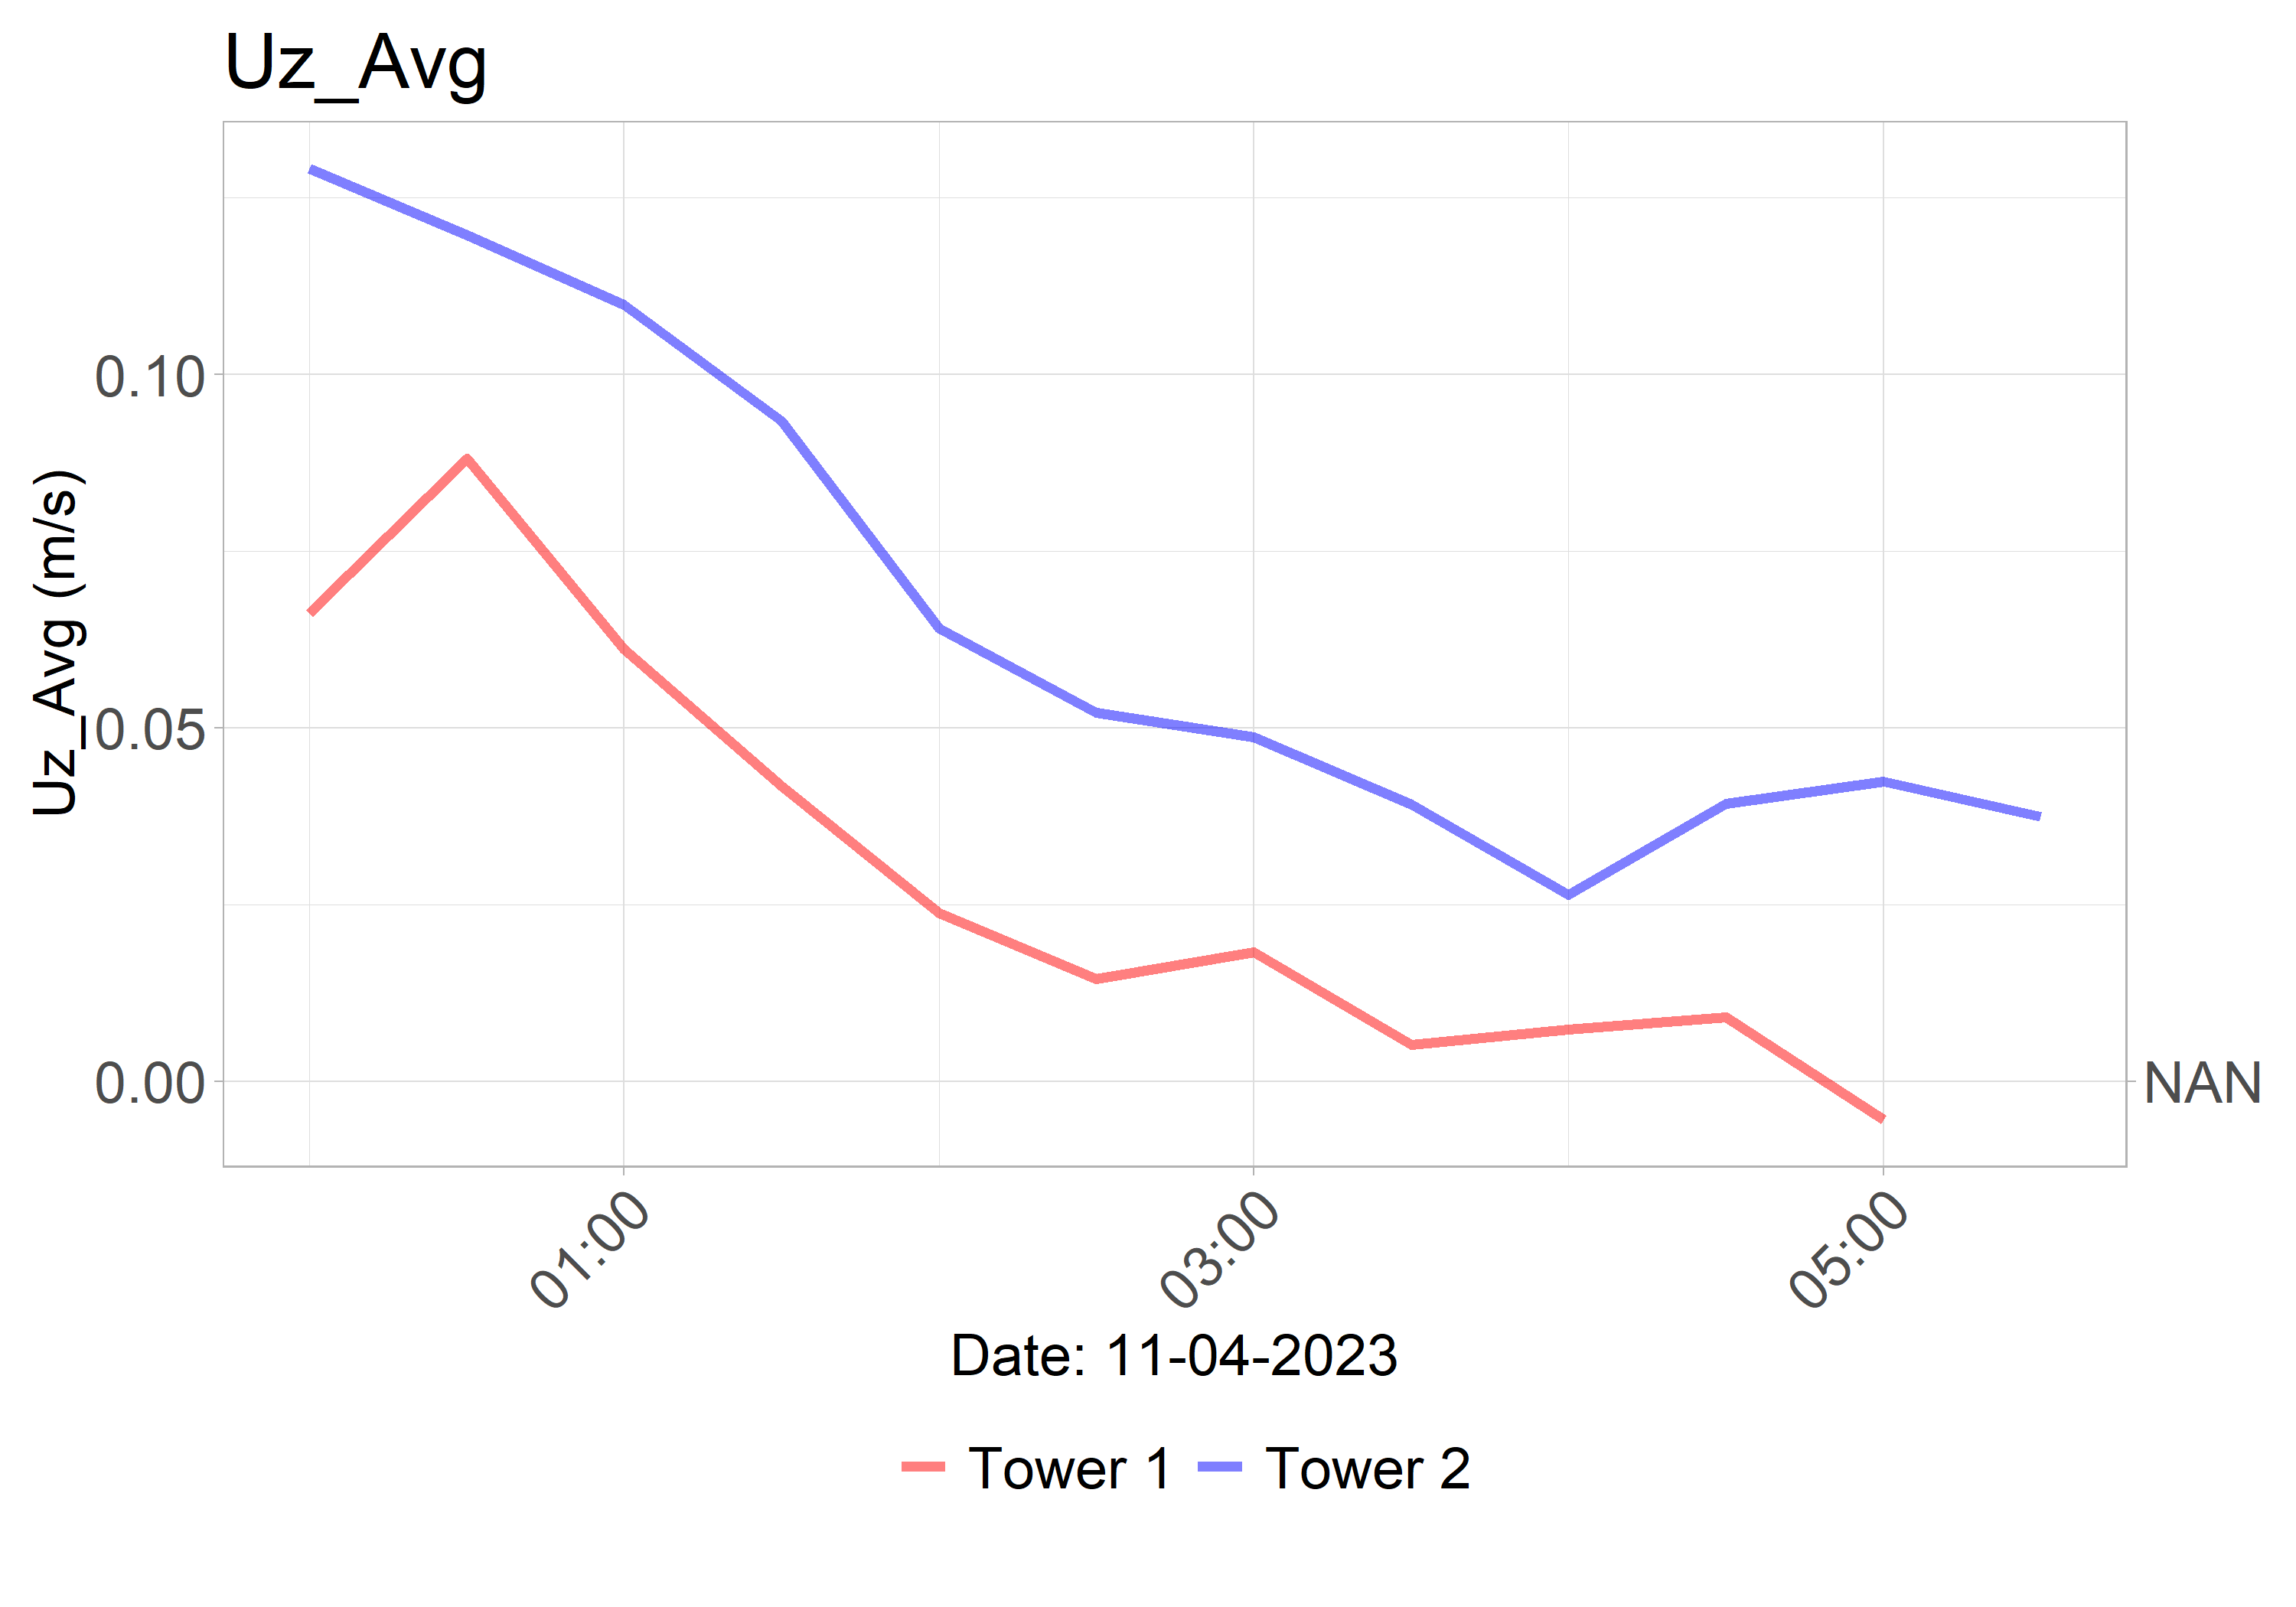 Uz_Avg
Uz_Avg (m/s)
0.10
0.05
0.00
NAN
01:00
03:00
05:00
Date: 11-04-2023
Tower 1
Tower 2